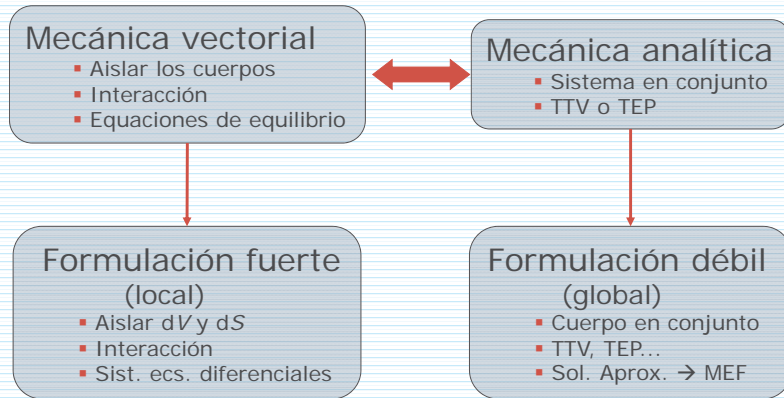 Mecánica vectorial
▪ Aislar los cuerpos
▪ Interacción
▪ Equaciones de equilibrio
Mecánica analítica
▪ Sistema en conjunto
▪ TTV o TEP
Formulación fuerte
(local)
▪ Aislar dV y dS
▪ Interacción
▪ Sist. ecs. diferenciales
Formulación débil
(global)
▪ Cuerpo en conjunto
▪ TTV, TEP...
▪ Sol. Aprox. → MEF